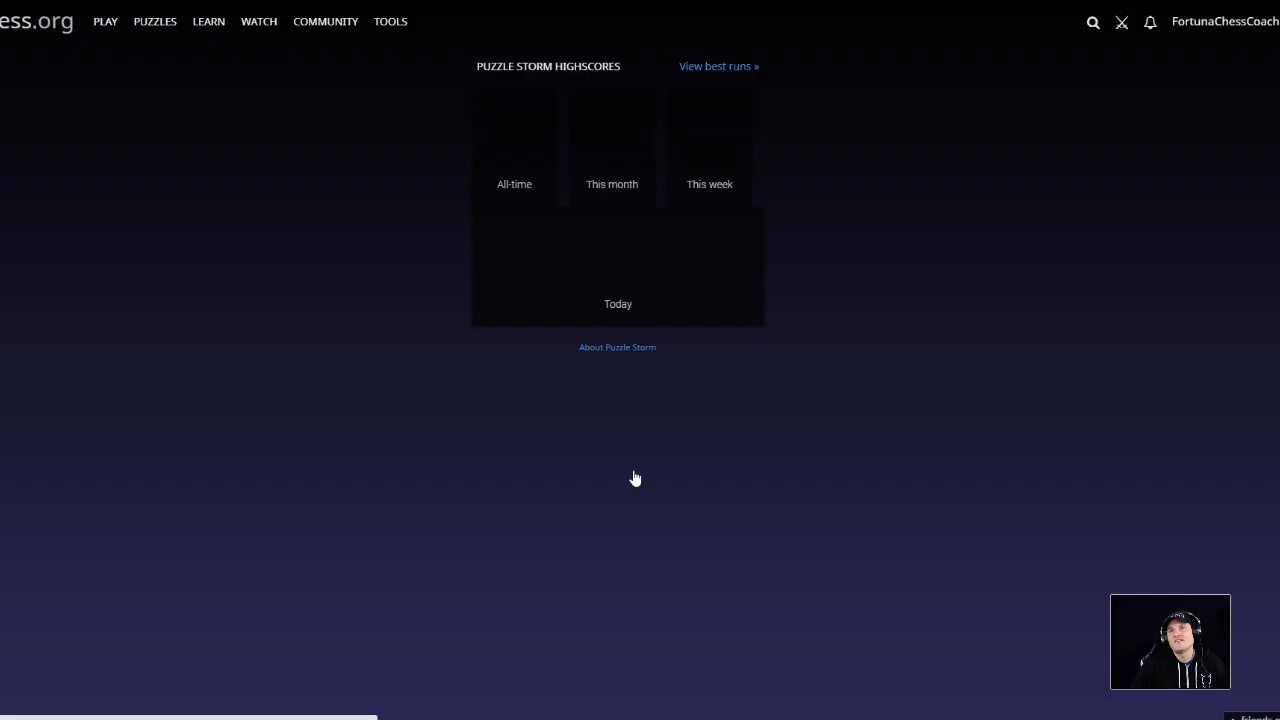 ess.org PLAY PUZZLES LEARN WATCH COMMUNITY TOOLS FortunaChessCoach
PUZZLE STORM HIGHSCORES View best runs »
All-time This month This week
Today
About Puzzle Storm
friends